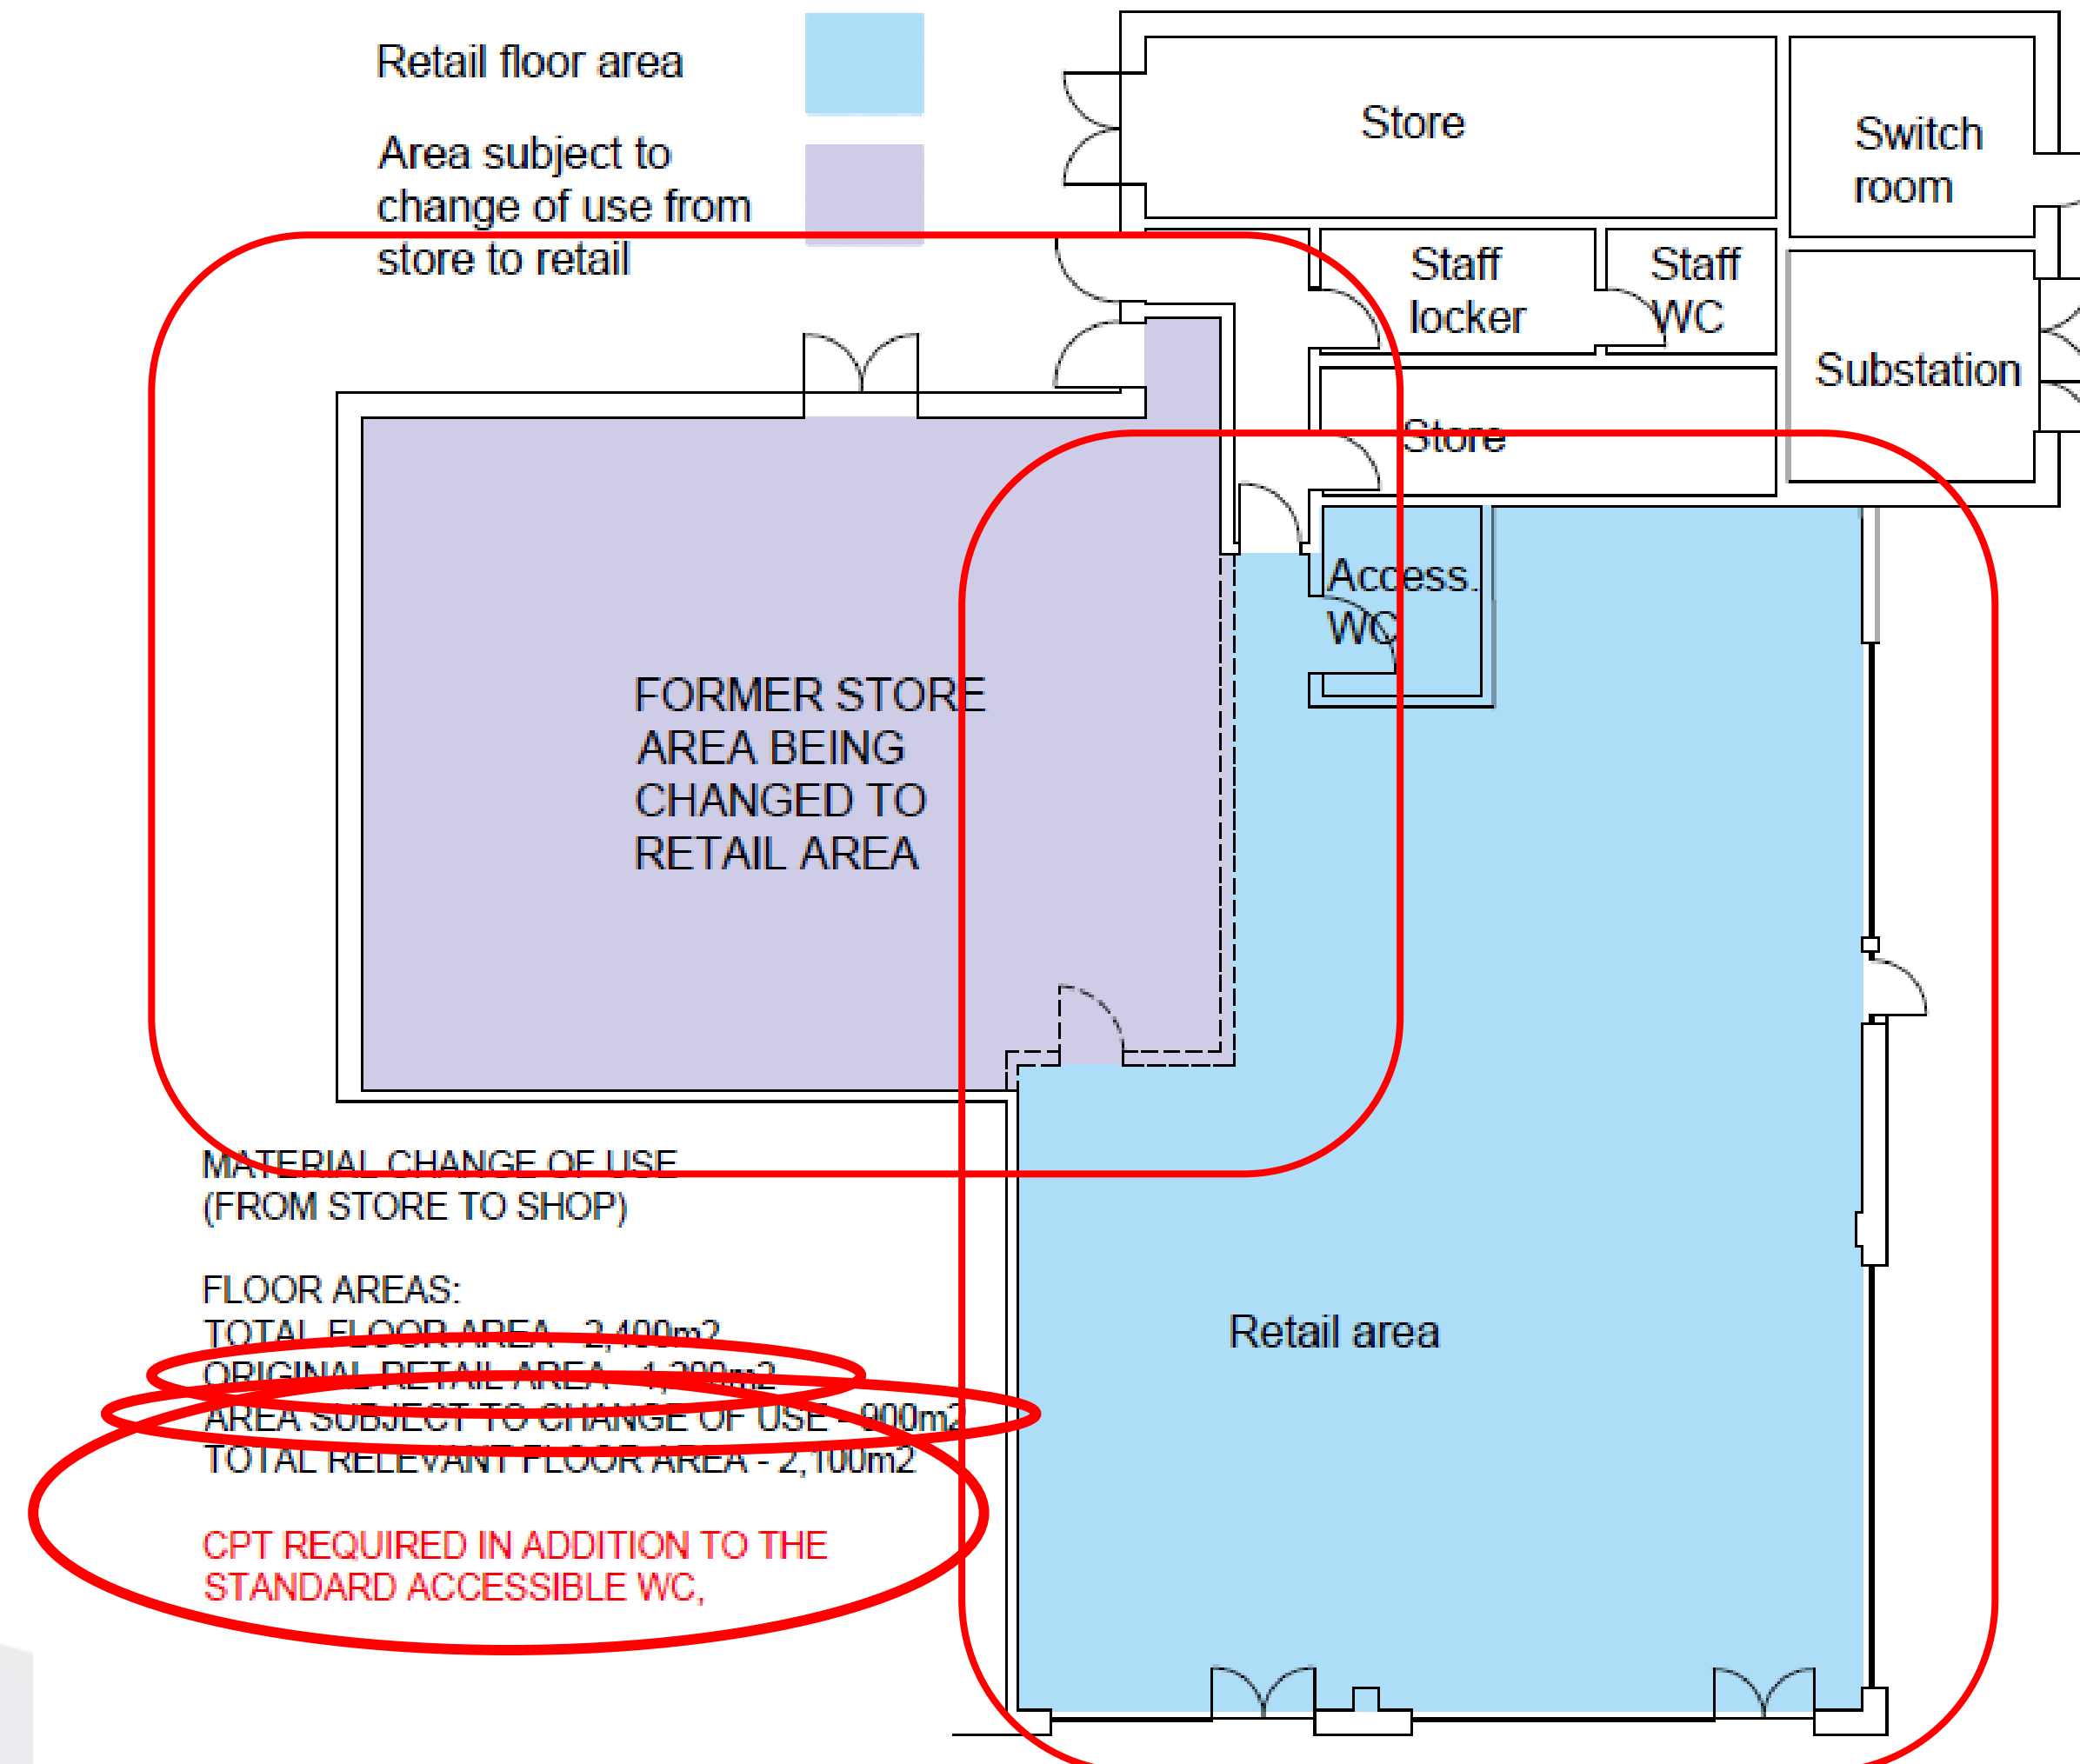 Retail floor area
Area subject to
change of use from
store to retail
Store
Switch
room
Staff
locker
Staff
WC
Substation
Store
Access.
WC
FORMER STORE
AREA BEING
CHANGED TO
RETAIL AREA
Retail area
MATERIAL CHANGE OF USE
(FROM STORE TO SHOP)
FLOOR AREAS:
TOTAL FLOOR AREA - 2,400m2
ORIGINAL RETAIL AREA - 1,200m2
AREA SUBJECT TO CHANGE OF USE - 900m2
TOTAL RELEVANT FLOOR AREA - 2,100m2
CPT REQUIRED IN ADDITION TO THE
STANDARD ACCESSIBLE WC,